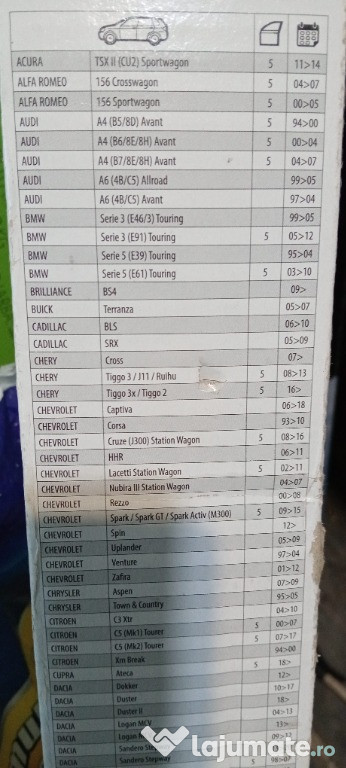 ACURA TSX II (CU2) Sportwagon 5 11>14
ALFA ROMEO 156 Crosswagon 5 04>07
ALFA ROMEO 156 Sportwagon 5 00>05
AUDI A4 (B5/8D) Avant 5 94>00
AUDI A4 (B6/8E/8H) Avant 5 00>04
AUDI A4 (B7/8E/8H) Avant 5 04>07
AUDI A6 (4B/C5) Allroad 99>05
AUDI A6 (4B/C5) Avant 97>04
BMW Serie 3 (E46/3) Touring 99>05
BMW Serie 3 (E91) Touring 5 05>12
BMW Serie 5 (E39) Touring 95>04
BMW Serie 5 (E61) Touring 5 03>10
BRILLIANCE BS4 09>
BUICK Terranza 05>07
CADILLAC BLS 06>10
CADILLAC SRX 05>09
CHERY Cross 07>
CHERY Tiggo 3 / J11 / Ruihu 5 08>13
CHERY Tiggo 3x / Tiggo 2 5 16>
CHEVROLET Captiva 06>18
CHEVROLET Corsa 93>10
CHEVROLET Cruze (J300) Station Wagon 5 08>16
CHEVROLET HHR 06>11
CHEVROLET Lacetti Station Wagon 5 02>11
CHEVROLET Nubira III Station Wagon 04>07
CHEVROLET Rezzo 00>08
CHEVROLET Spark / Spark GT / Spark Activ (M300) 5 09>15
CHEVROLET Spin 12>
CHEVROLET Uplander 05>09
CHEVROLET Venture 97>04
CHEVROLET Zafira 01>12
CHRYSLER Aspen 07>09
CHRYSLER Town & Country 95>05
CITROEN C3 Xtr 04>10
CITROEN C5 (Mk1) Tourer 5 00>07
CITROEN C5 (Mk2) Tourer 5 07>17
CITROEN Xm Break 94>00
CUPRA Ateca 5 18>
DACIA Dokker 12>
DACIA Duster 10>17
DACIA Duster II 18>
DACIA Logan MCV 04>13
DACIA Logan 13>
DACIA Sandero Stepway
DACIA Sandero Stepway 5
lajumate.ro